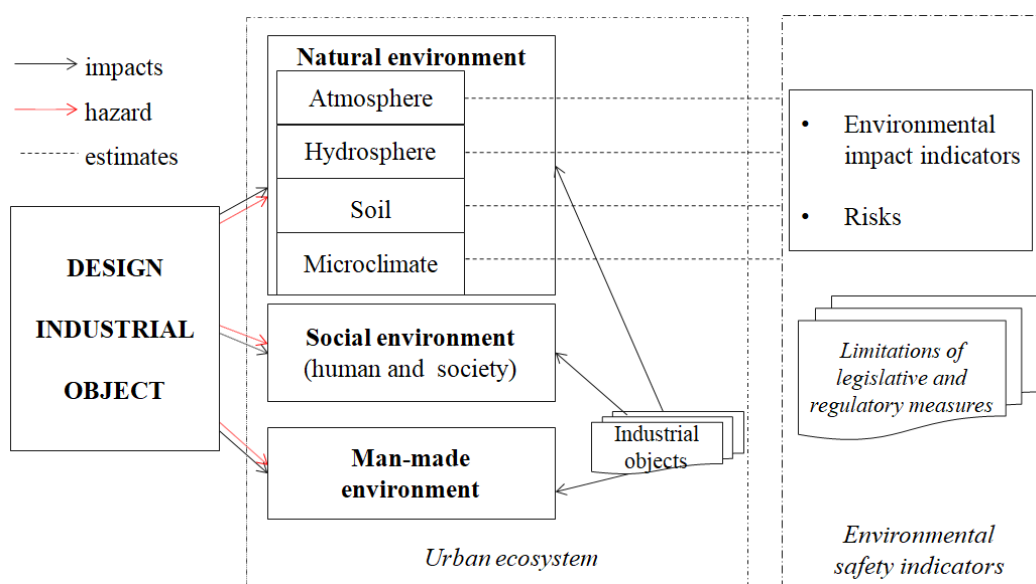 impacts
hazard
estimates
DESIGN
INDUSTRIAL
OBJECT
Natural environment
Atmosphere
Hydrosphere
Soil
Microclimate
Social environment
(human and society)
Man-made
environment
Industrial
objects
Urban ecosystem
• Environmental
impact indicators
• Risks
Limitations of
legislative and
regulatory measures
Environmental
safety indicators